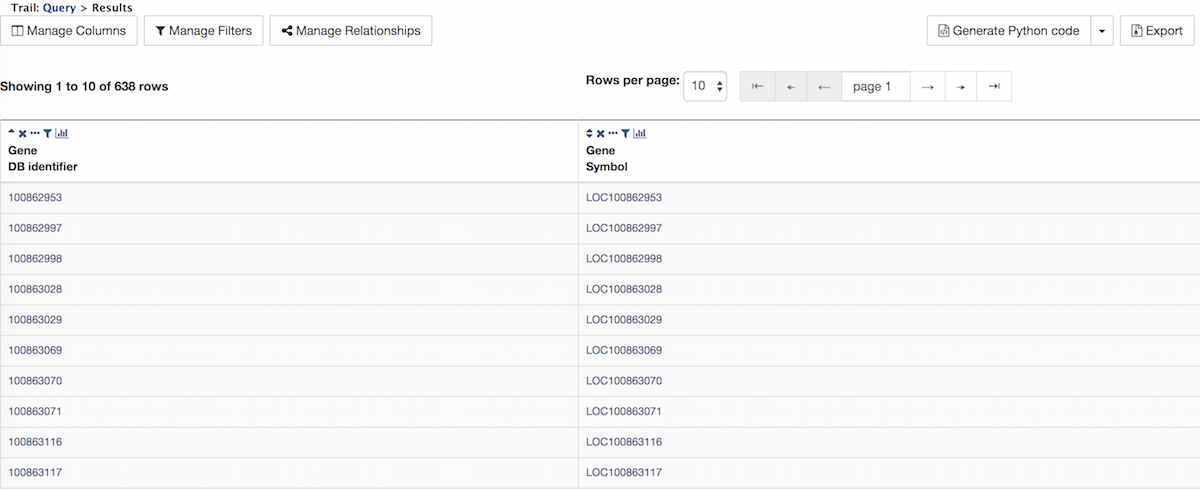 Trail: Query > Results
Manage Columns Manage Filters Manage Relationships Generate Python code Export
Showing 1 to 10 of 638 rows Rows per page: 10 page 1
Gene Gene
DB identifier Symbol
100862953 LOC100862953
100862997 LOC100862997
100862998 LOC100862998
100863028 LOC100863028
100863029 LOC100863029
100863069 LOC100863069
100863070 LOC100863070
100863071 LOC100863071
100863116 LOC100863116
100863117 LOC100863117